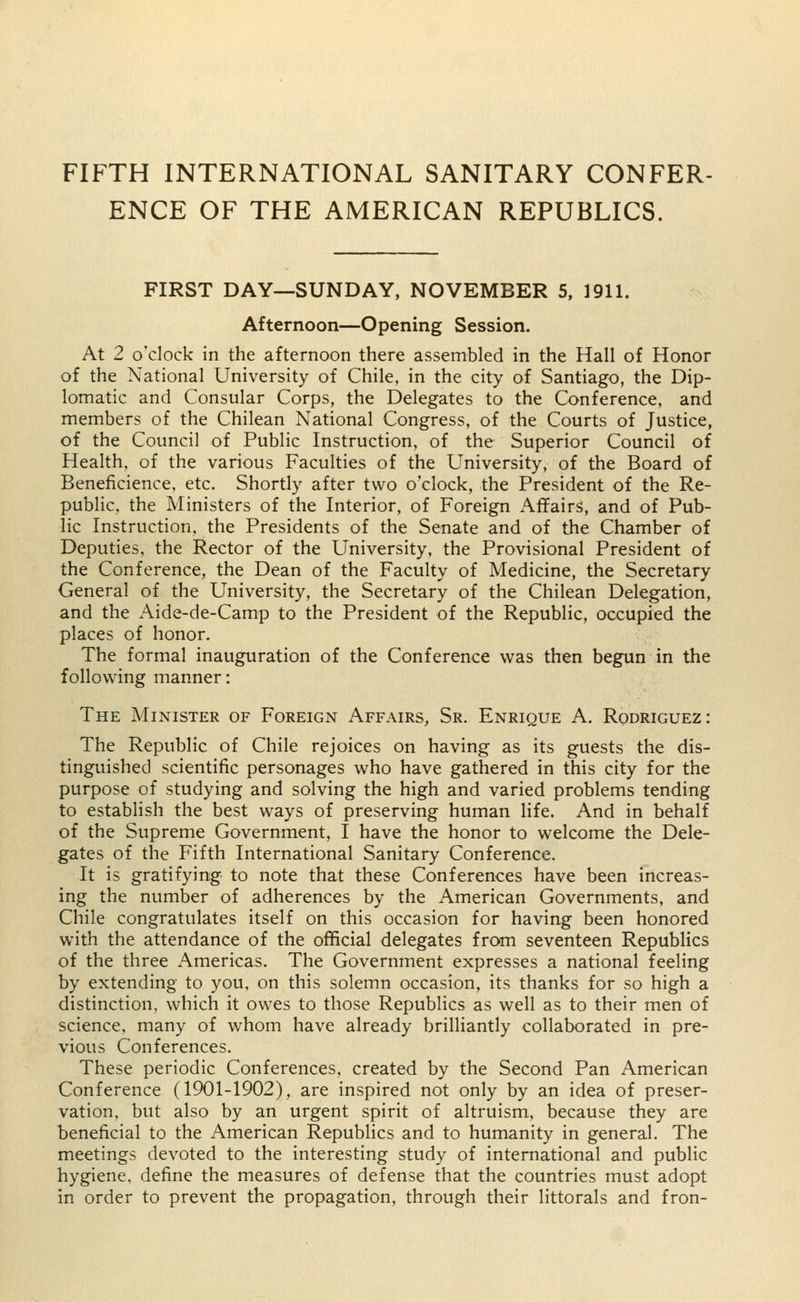 FIFTH INTERNATIONAL SANITARY CONFER-
ENCE OF THE AMERICAN REPUBLICS.
FIRST DAY—SUNDAY, NOVEMBER 5, 1911.
Afternoon—Opening Session.
At 2 o'clock in the afternoon there assembled in the Hall of Honor
of the National University of Chile, in the city of Santiago, the Dip-
lomatic and Consular Corps, the Delegates to the Conference, and
members of the Chilean National Congress, of the Courts of Justice,
of the Council of Public Instruction, of the Superior Council of
Health, of the various Faculties of the University, of the Board of
Beneficience, etc. Shortly after two o'clock, the President of the Re-
public, the Ministers of the Interior, of Foreign Affairs, and of Pub-
lic Instruction, the Presidents of the Senate and of the Chamber of
Deputies, the Rector of the University, the Provisional President of
the Conference, the Dean of the Faculty of Medicine, the Secretary
General of the University, the Secretary of the Chilean Delegation,
and the Aide-de-Camp to the President of the Republic, occupied the
places of honor.
The formal inauguration of the Conference was then begun in the
following manner:
The Minister of Foreign Affairs, Sr. Enrique A. Rodriguez:
The Republic of Chile rejoices on having as its guests the dis-
tinguished scientific personages who have gathered in this city for the
purpose of studying and solving the high and varied problems tending
to establish the best ways of preserving human life. And in behalf
of the Supreme Government, I have the honor to welcome the Dele-
gates of the Fifth International Sanitary Conference.
It is gratifying to note that these Conferences have been increas-
ing the number of adherences by the American Governments, and
Chile congratulates itself on this occasion for having been honored
with the attendance of the official delegates from seventeen Republics
of the three Americas. The Government expresses a national feeling
by extending to you, on this solemn occasion, its thanks for so high a
distinction, which it owes to those Republics as well as to their men of
science, many of whom have already brilliantly collaborated in pre-
vious Conferences.
These periodic Conferences, created by the Second Pan American
Conference (1901-1902), are inspired not only by an idea of preser-
vation, but also by an urgent spirit of altruism, because they are
beneficial to the American Republics and to humanity in general. The
meetings devoted to the interesting study of international and public
hygiene, define the measures of defense that the countries must adopt
in order to prevent the propagation, through their littorals and fron-